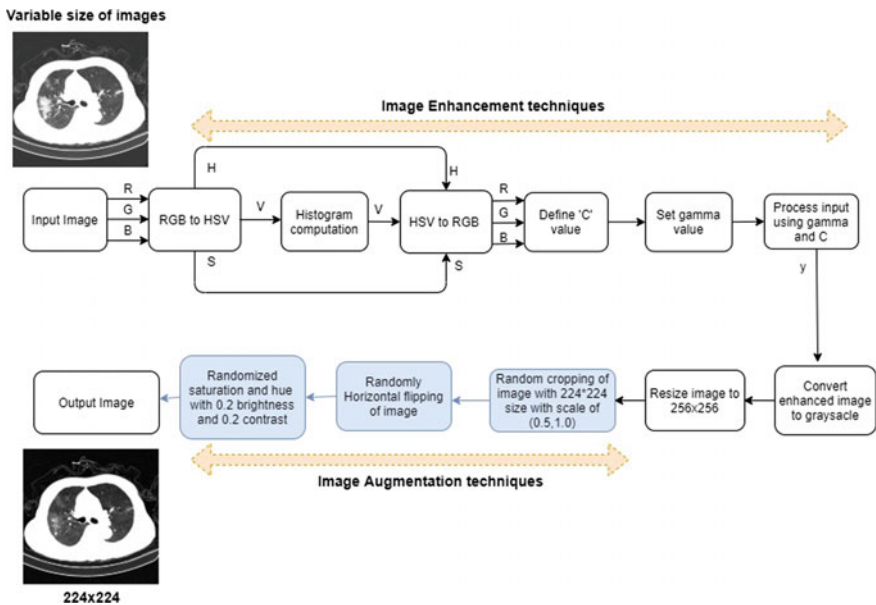 Variable size of images
Image Enhancement techniques
H
H
R
G
B
R
G
B
Input Image
RGB to HSV
V
Histogram
computation
V
HSV to RGB
Define 'C'
value
Set gamma
value
Process input
using gamma
and C
S
S
y
Output Image
Randomized
saturation and hue
with 0.2 brightness
and 0.2 contrast
Randomly
Horizontal flipping
of image
Random cropping of
image with 224*224
size with scale of
(0.5,1.0)
Resize image to
256x256
Convert
enhanced image
to graysacle
Image Augmentation techniques
224x224